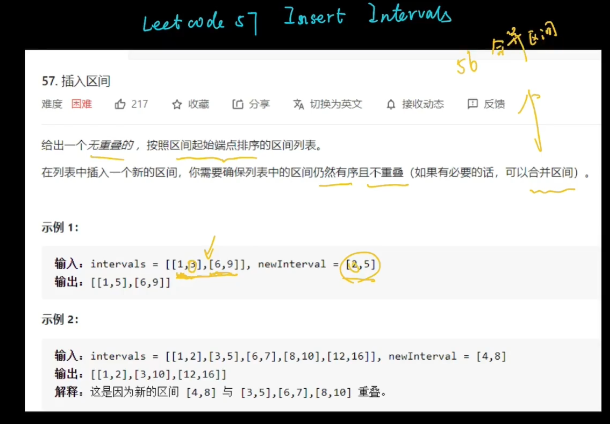 Leetcode 57 Insert Intervals
56 合并区间
57. 插入区间
难度 困难 217 收藏 分享 切换为英文 接收动态 反馈
给出一个无重叠的 ，按照区间起始端点排序的区间列表。
在列表中插入一个新的区间，你需要确保列表中的区间仍然有序且不重叠（如果有必要的话，可以合并区间）。
示例 1:
输入: intervals = [[1,3],[6,9]], newInterval = [2,5]
输出: [[1,5],[6,9]]
示例 2:
输入: intervals = [[1,2],[3,5],[6,7],[8,10],[12,16]], newInterval = [4,8]
输出: [[1,2],[3,10],[12,16]]
解释: 这是因为新的区间 [4,8] 与 [3,5],[6,7],[8,10] 重叠。